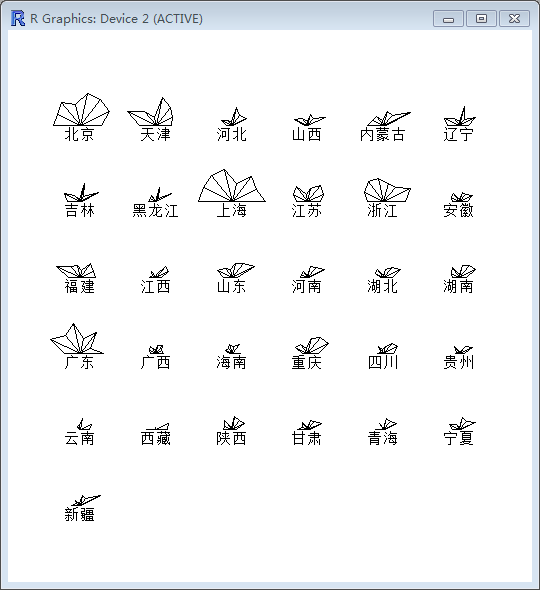 R Graphics: Device 2 (ACTIVE)
北京 天津 河北 山西 内蒙古 辽宁
吉林 黑龙江 上海 江苏 浙江 安徽
福建 江西 山东 河南 湖北 湖南
广东 广西 海南 重庆 四川 贵州
云南 西藏 陕西 甘肃 青海 宁夏
新疆